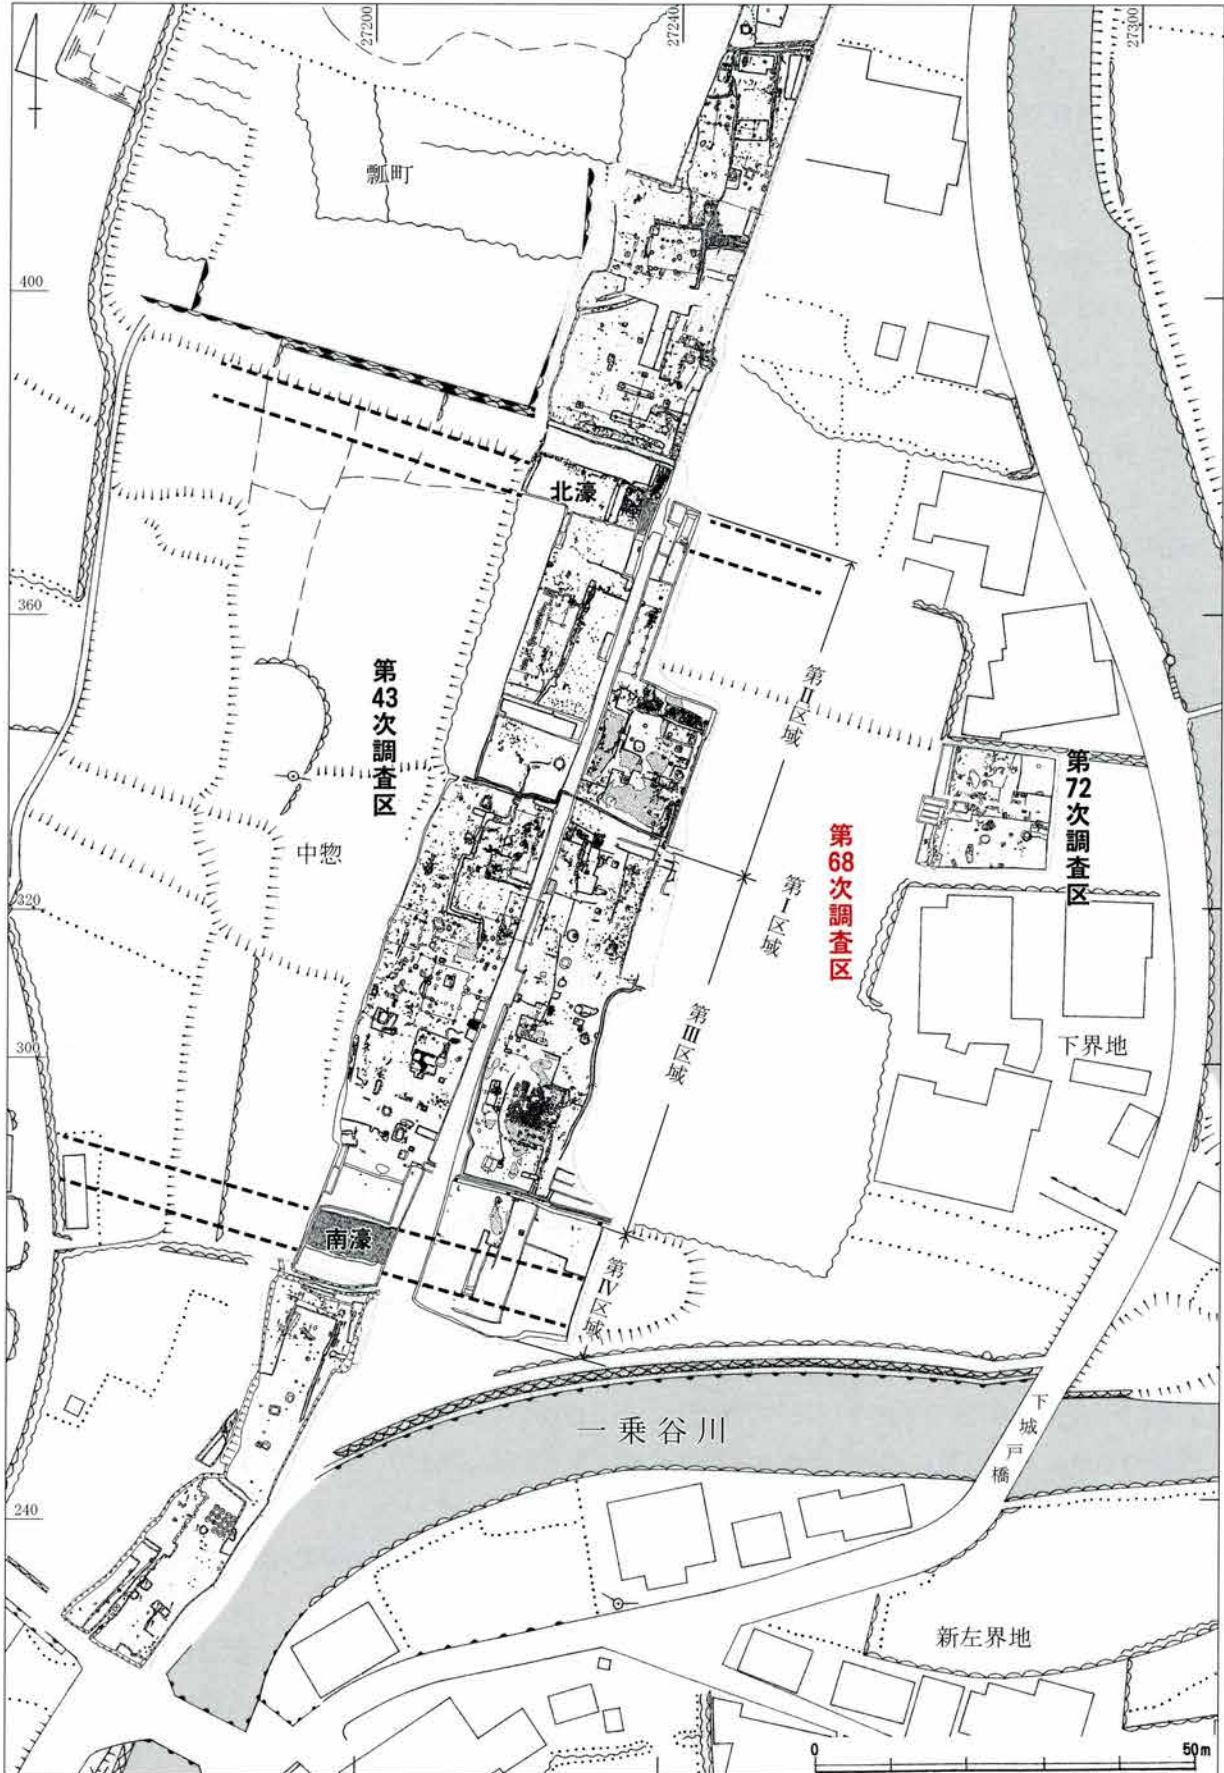 27200
27240
27300
瓢町
400
北濠
360
第43次調査区
第Ⅱ区域
第72次調査区
中惣
第68次調査区
第Ⅰ区域
320
第Ⅲ区域
下界地
300
南濠
第Ⅳ区域
一乗谷川
下城戸橋
240
新左界地
0
50m